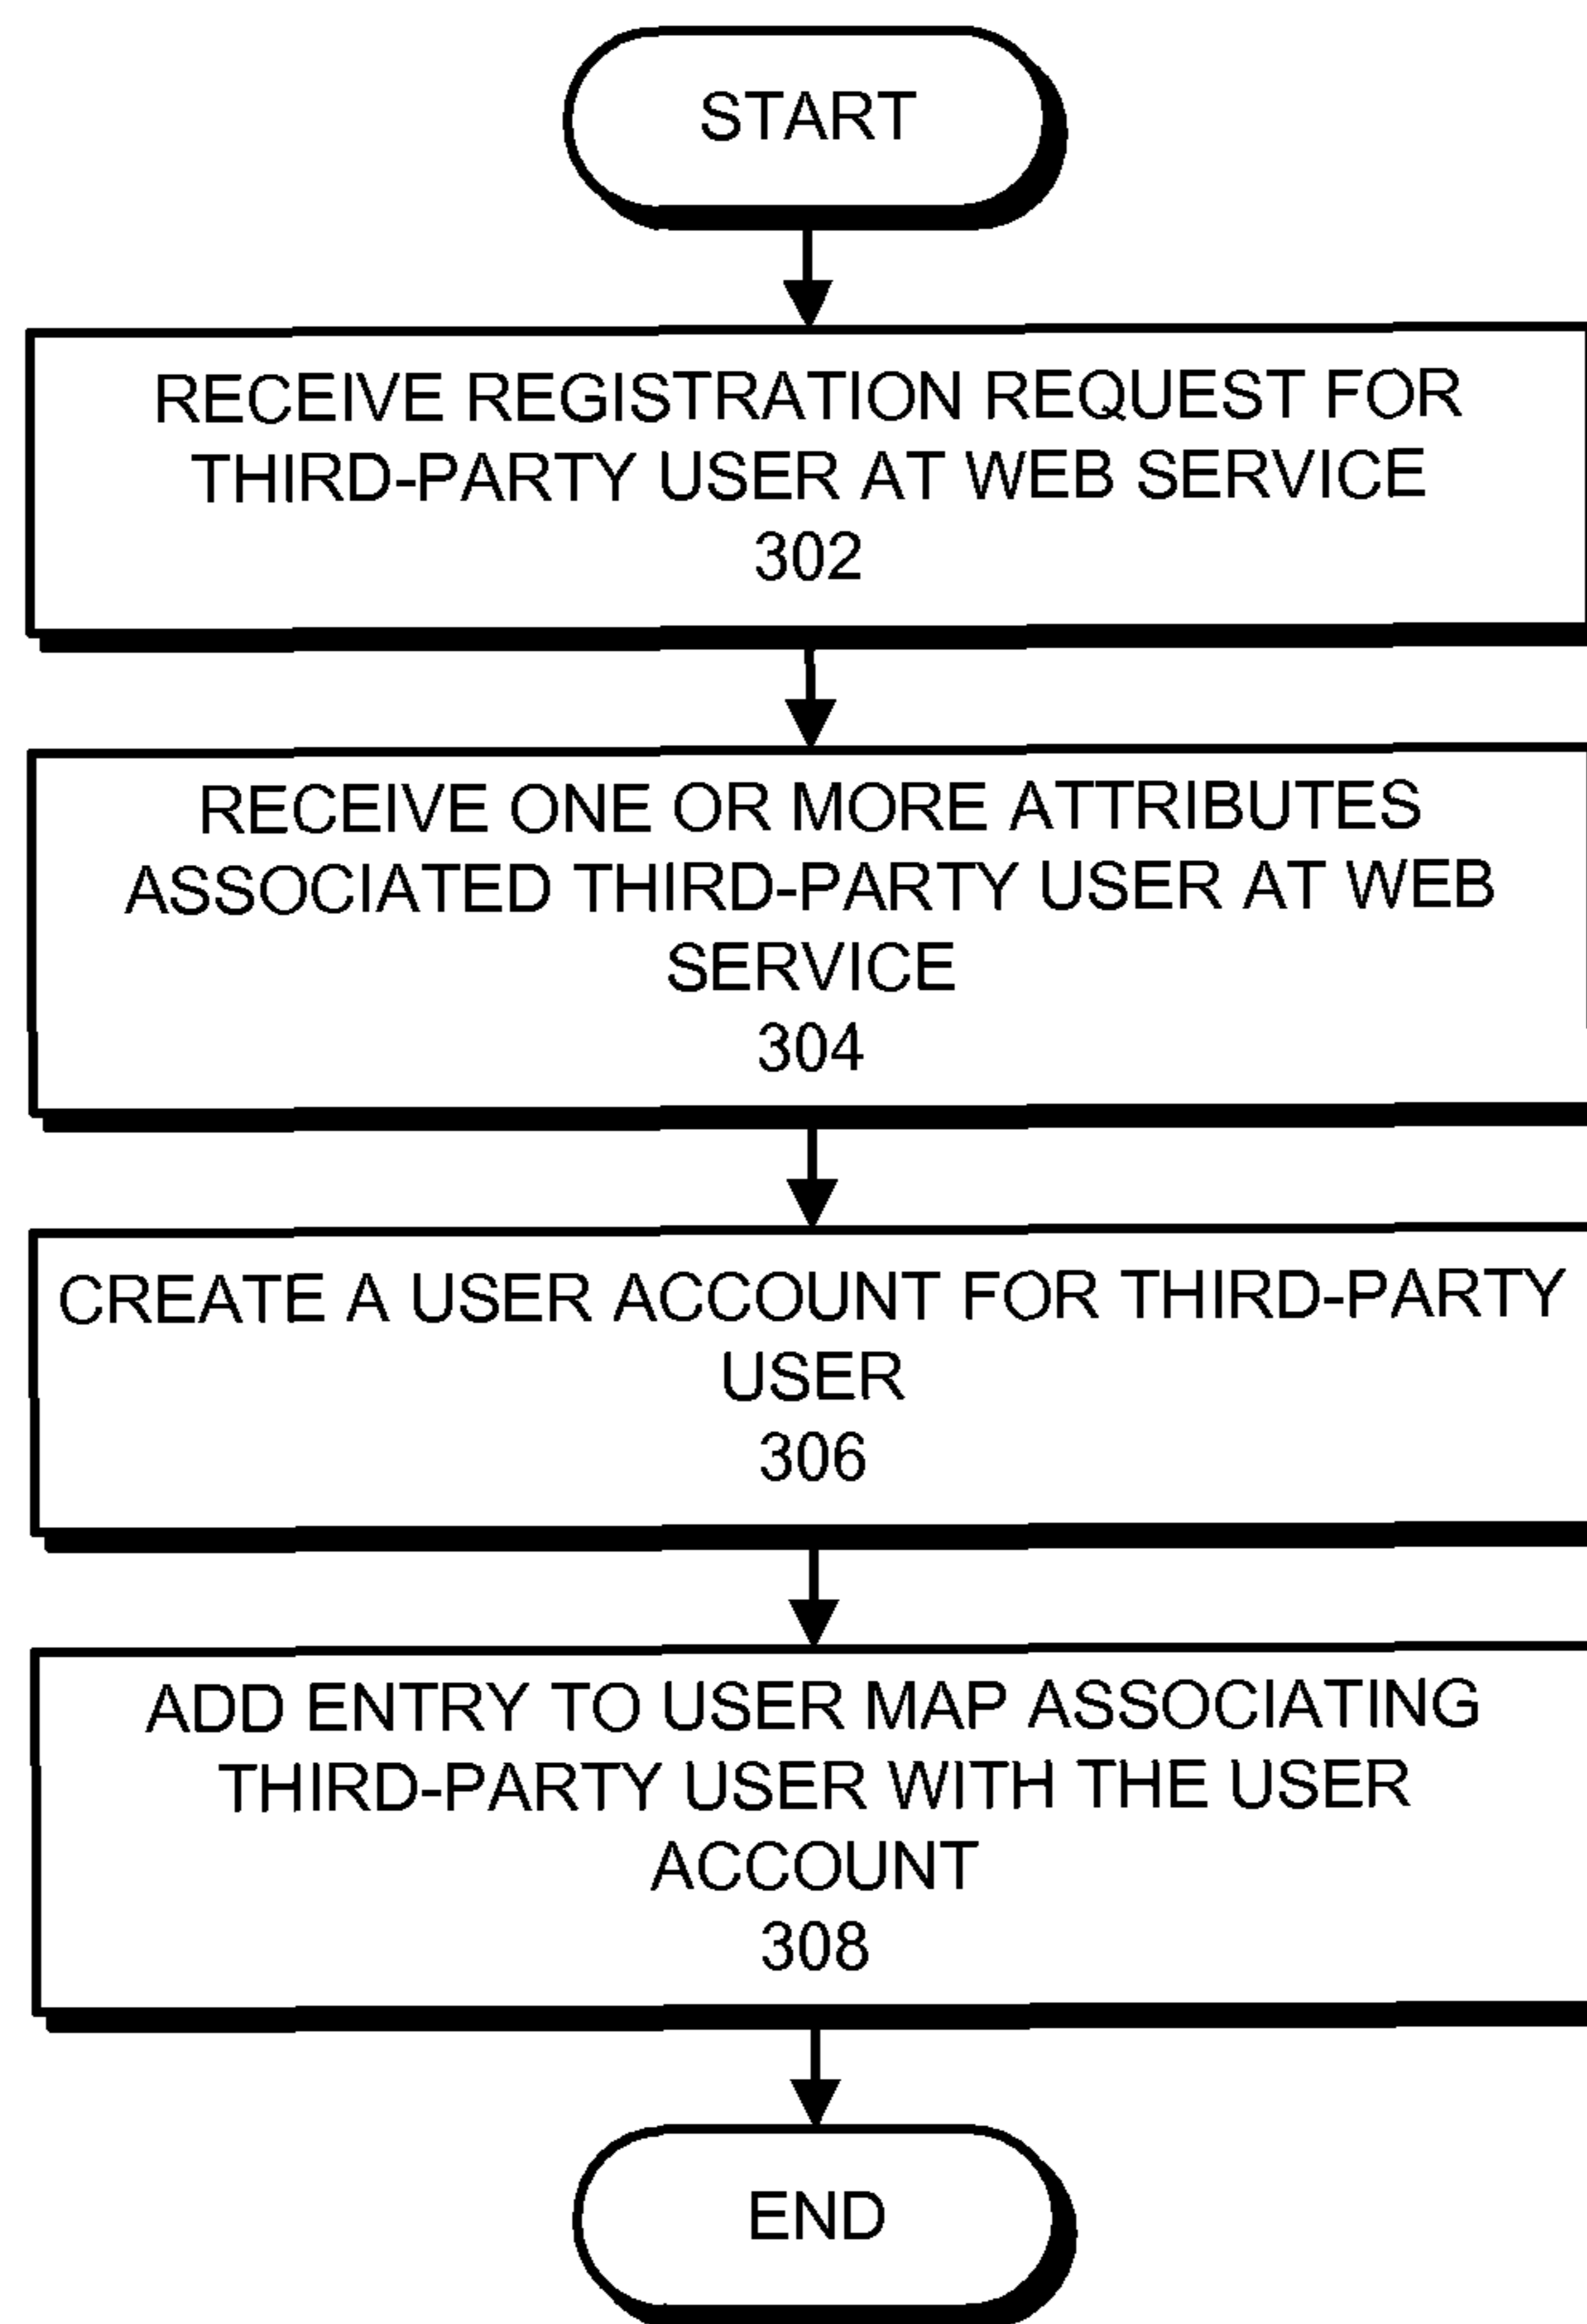 START
RECEIVE REGISTRATION REQUEST FOR
THIRD-PARTY USER AT WEB SERVICE
302
RECEIVE ONE OR MORE ATTRIBUTES
ASSOCIATED THIRD-PARTY USER AT WEB
SERVICE
304
CREATE A USER ACCOUNT FOR THIRD-PARTY
USER
306
ADD ENTRY TO USER MAP ASSOCIATING
THIRD-PARTY USER WITH THE USER
ACCOUNT
308
END